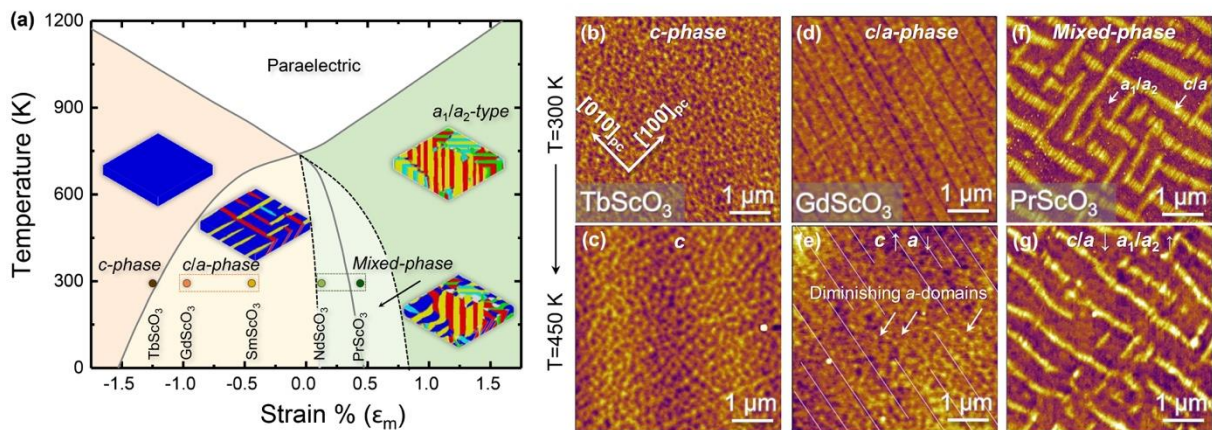 (a)
1200
900
600
300
0
Temperature (K)
Paraelectric
a₁/a₂-type
c-phase
c/a-phase
Mixed-phase
TbScO₃
GdScO₃
SmScO₃
NdScO₃
PrScO₃
-1.5 -1.0 -0.5 0.0 0.5 1.0 1.5
Strain % (εₘ)
T=300 K
T=450 K
(b) c-phase
[010]pc
[100]pc
TbScO₃
1 µm
(c) c
1 µm
(d) c/a-phase
GdScO₃
1 µm
(e) c ↑ a ↓
Diminishing a-domains
1 µm
(f) Mixed-phase
a₁/a₂
c/a
PrScO₃
1 µm
(g) c/a ↓ a₁/a₂ ↑
1 µm